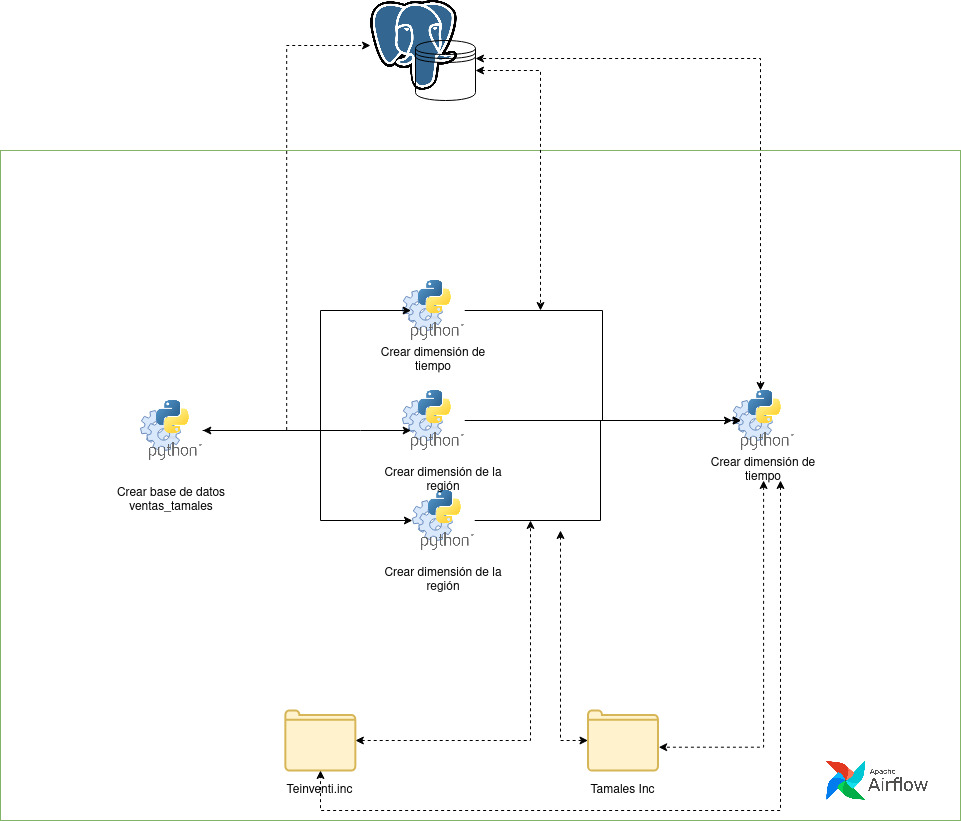 python
Crear dimensión de
tiempo
python
Crear base de datos
ventas_tamales
python
Crear dimensión de la
región
python
Crear dimensión de
tiempo
python
Crear dimensión de la
región
Teinventi.inc
Tamales Inc
Apache
Airflow